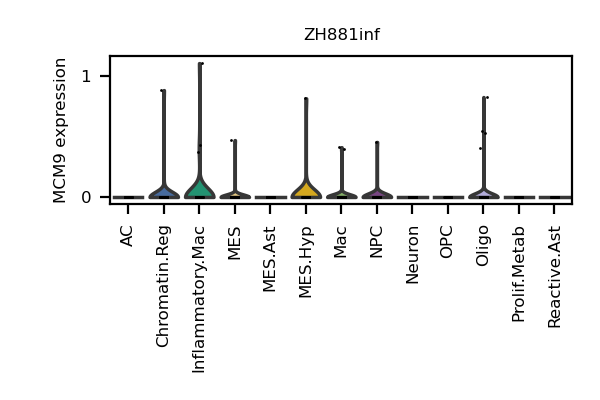 ZH881inf
MCM9 expression
1
0
AC
Chromatin.Reg
Inflammatory.Mac
MES
MES.Ast
MES.Hyp
Mac
NPC
Neuron
OPC
Oligo
Prolif.Metab
Reactive.Ast